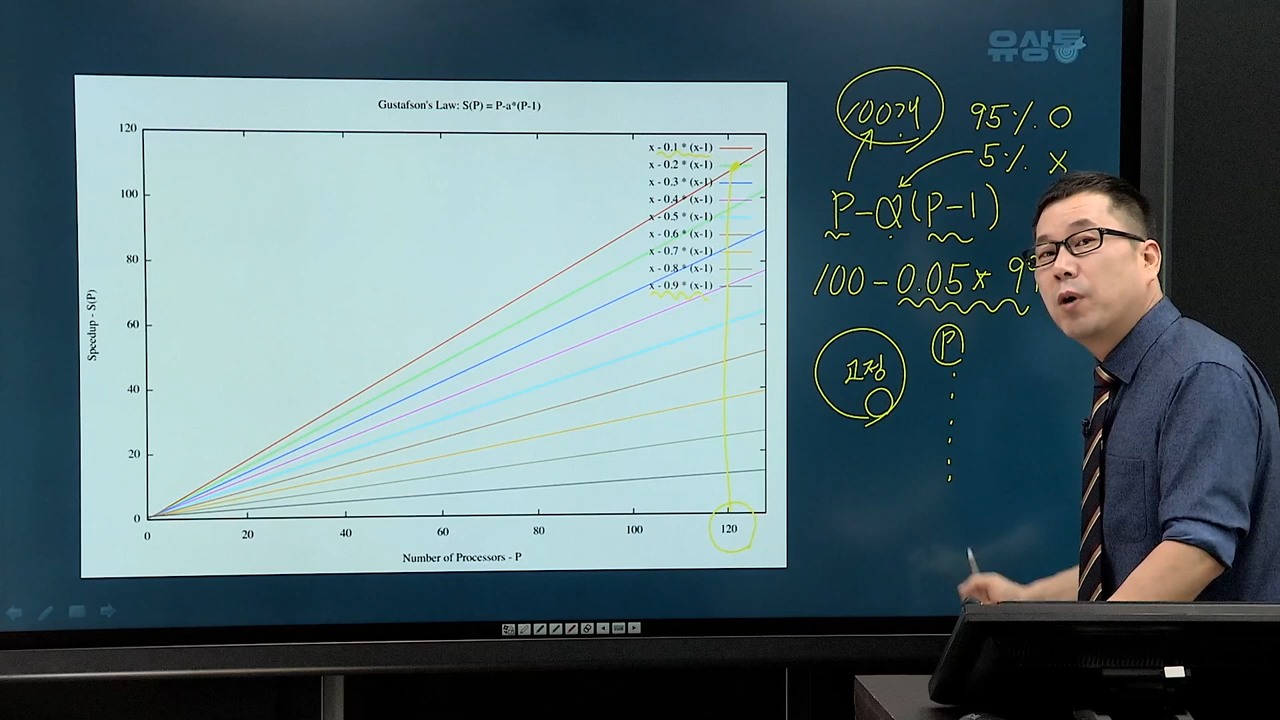 유상통
Gustafson's Law: S(P) = P-a*(P-1)
120
100
80
60
40
20
0
Speedup - S(P)
x - 0.1 * (x-1)
x - 0.2 * (x-1)
x - 0.3 * (x-1)
x - 0.4 * (x-1)
x - 0.5 * (x-1)
x - 0.6 * (x-1)
x - 0.7 * (x-1)
x - 0.8 * (x-1)
x - 0.9 * (x-1)
0 20 40 60 80 100 120
Number of Processors - P
100개
95% O
5% X
P-Q(P-1)
100-0.05×
고정
P